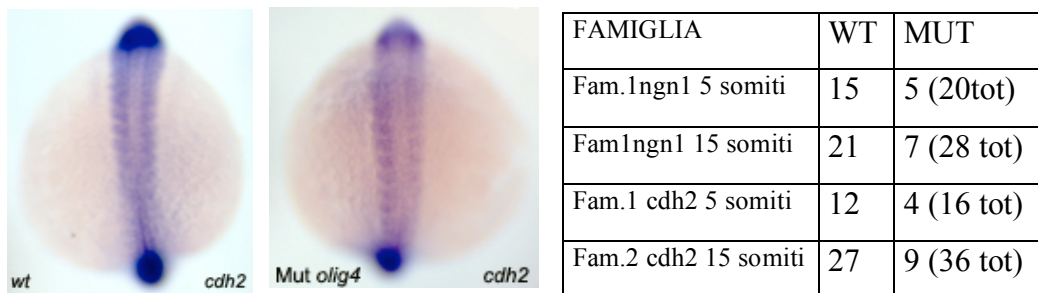 wt cdh2
Mut olig4 cdh2
FAMIGLIA WT MUT
Fam.1ngn1 5 somiti 15 5 (20tot)
Fam1ngn1 15 somiti 21 7 (28 tot)
Fam.1 cdh2 5 somiti 12 4 (16 tot)
Fam.2 cdh2 15 somiti 27 9 (36 tot)